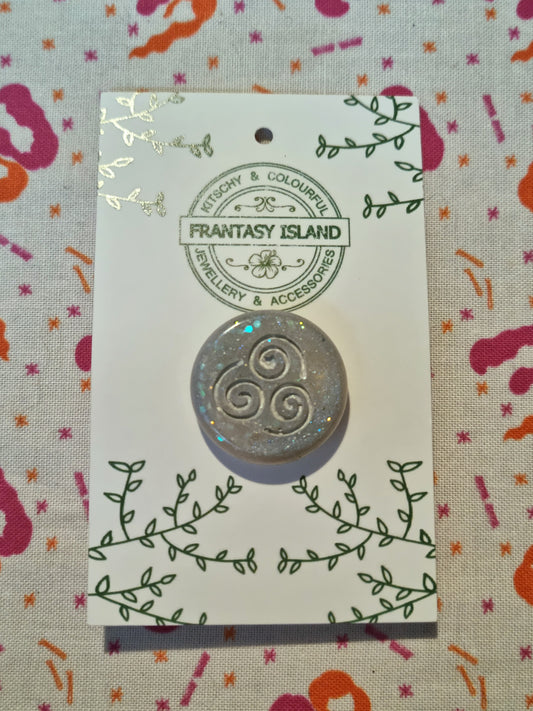 KITSCHY & COLOURFUL
FRANTASY ISLAND
JEWELLERY & ACCESSORIES